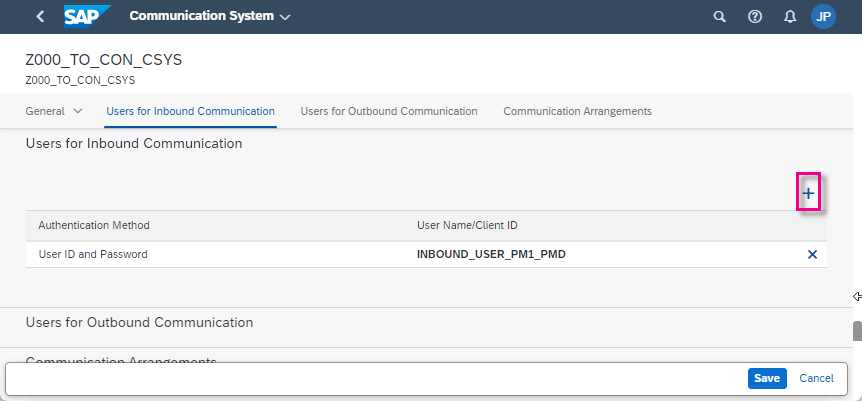 SAP Communication System JP
Z000_TO_CON_CSYS
Z000_TO_CON_CSYS
General Users for Inbound Communication Users for Outbound Communication Communication Arrangements
Users for Inbound Communication
Authentication Method User Name/Client ID
User ID and Password INBOUND_USER_PM1_PMD
Users for Outbound Communication
Communication Arrangements
Save Cancel